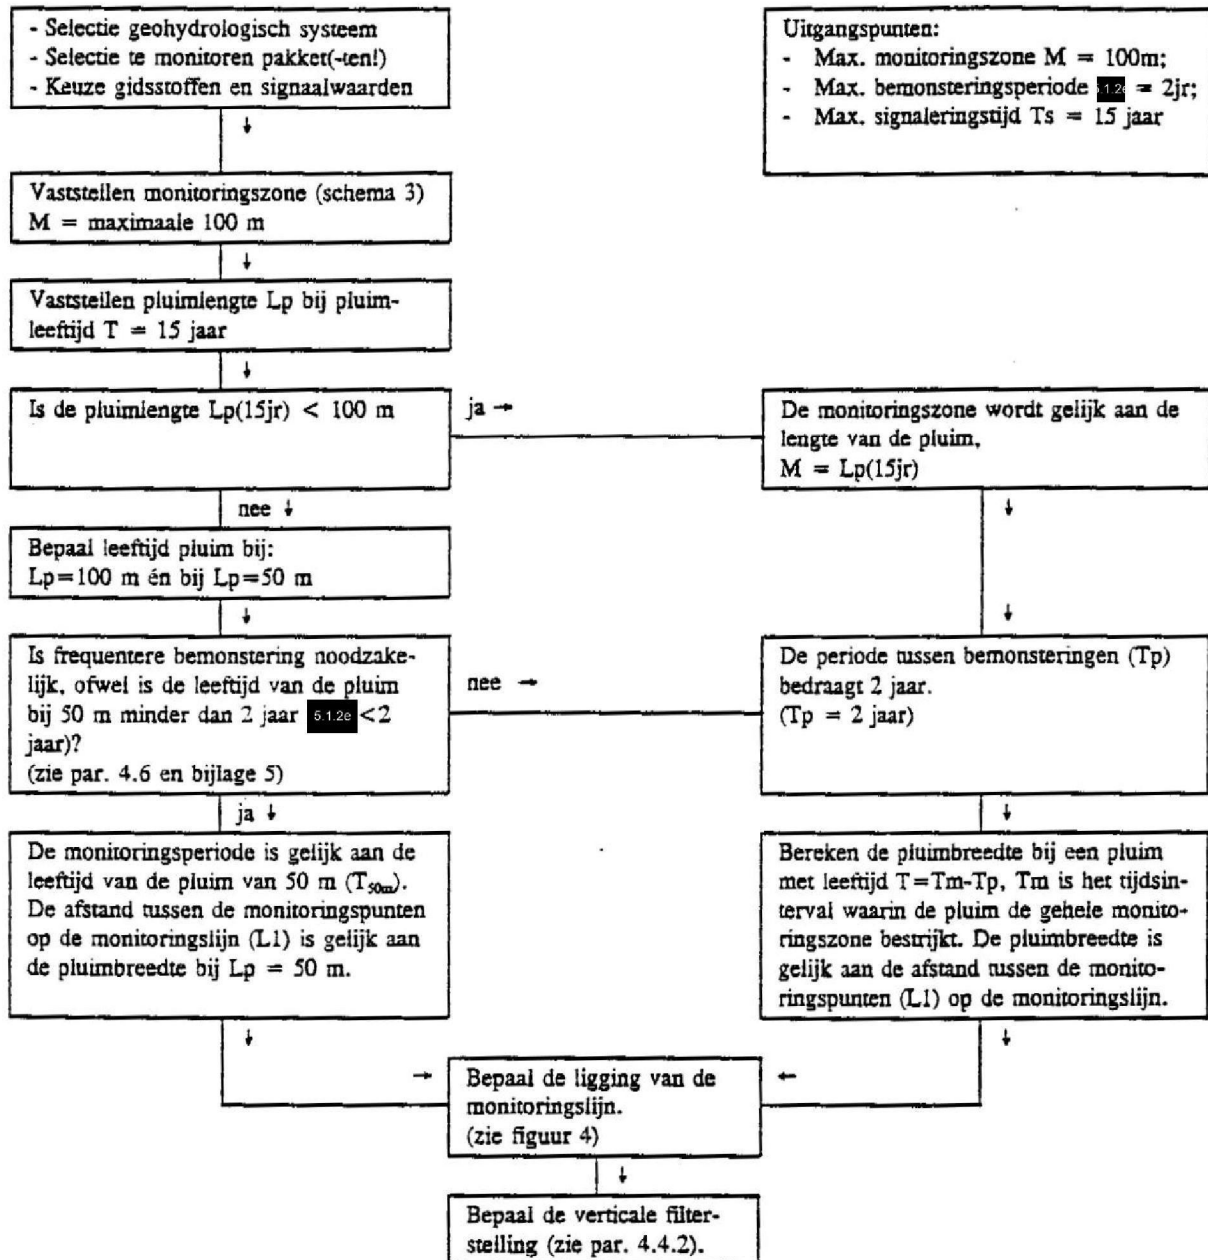 - Selectie geohydrologisch systeem
- Selectie te monitoren pakket(-ten!)
- Keuze gidsstoffen en signaalwaarden
↓
Uitgangspunten:
- Max. monitoringszone M = 100m;
- Max. bemonsteringsperiode 5.1.2e = 2jr;
- Max. signaleringstijd Ts = 15 jaar
Vaststellen monitoringszone (schema 3)
M = maximaale 100 m
↓
Vaststellen pluimlengte Lp bij pluim-
leeftijd T = 15 jaar
↓
Is de pluimlengte Lp(15jr) < 100 m
ja →
De monitoringszone wordt gelijk aan de
lengte van de pluim,
M = Lp(15jr)
nee ↓
↓
Bepaal leeftijd pluim bij:
Lp=100 m én bij Lp=50 m
↓
↓
Is frequentere bemonstering noodzake-
lijk, ofwel is de leeftijd van de pluim
bij 50 m minder dan 2 jaar 5.1.2e <2
jaar)?
(zie par. 4.6 en bijlage 5)
nee →
De periode tussen bemonsteringen (Tp)
bedraagt 2 jaar.
(Tp = 2 jaar)
ja ↓
↓
De monitoringsperiode is gelijk aan de
leeftijd van de pluim van 50 m (T50m).
De afstand tussen de monitoringspunten
op de monitoringslijn (L1) is gelijk aan
de pluimbreedte bij Lp = 50 m.
↓
Bereken de pluimbreedte bij een pluim
met leeftijd T=Tm-Tp, Tm is het tijdsin-
terval waarin de pluim de gehele monito-
ringszone bestrijkt. De pluimbreedte is
gelijk aan de afstand tussen de monito-
ringspunten (L1) op de monitoringslijn.
↓
→
Bepaal de ligging van de
monitoringslijn.
(zie figuur 4)
←
↓
Bepaal de verticale filter-
stelling (zie par. 4.4.2).